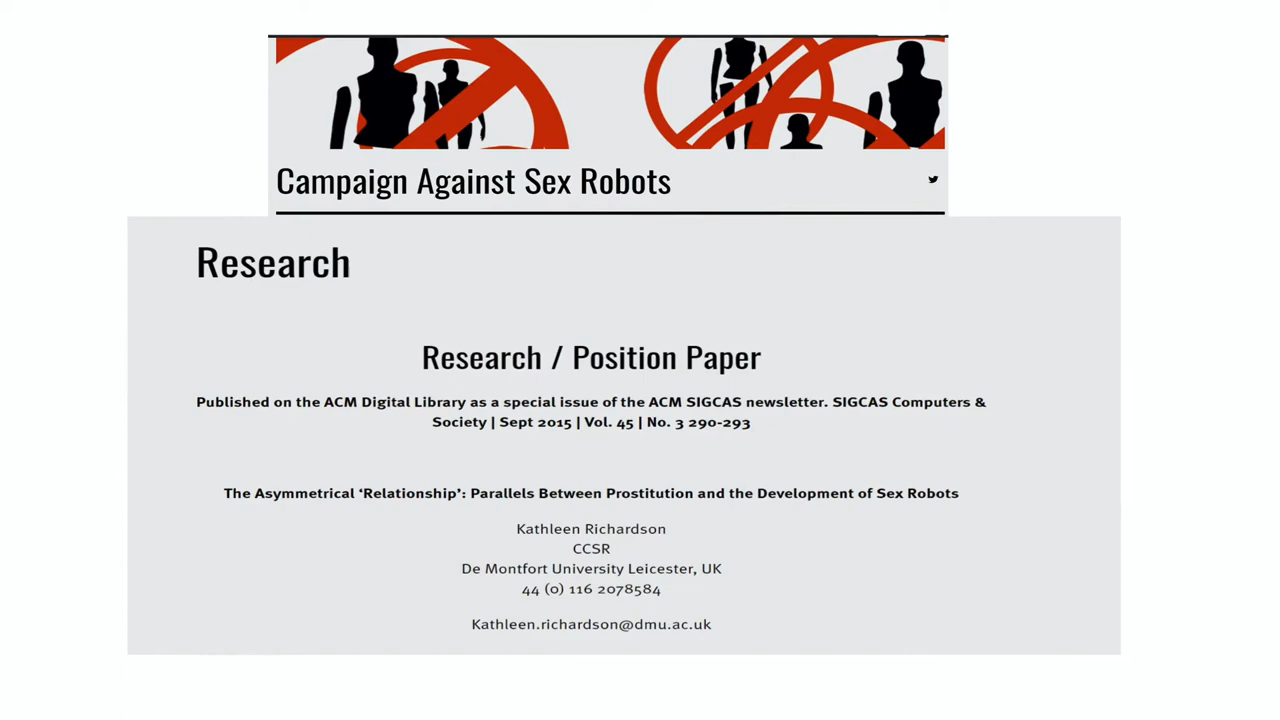 Campaign Against Sex Robots
Research
Research / Position Paper
Published on the ACM Digital Library as a special issue of the ACM SIGCAS newsletter. SIGCAS Computers &
Society | Sept 2015 | Vol. 45 | No. 3 290-293
The Asymmetrical ‘Relationship’: Parallels Between Prostitution and the Development of Sex Robots
Kathleen Richardson
CCSR
De Montfort University Leicester, UK
44 (0) 116 2078584
Kathleen.richardson@dmu.ac.uk